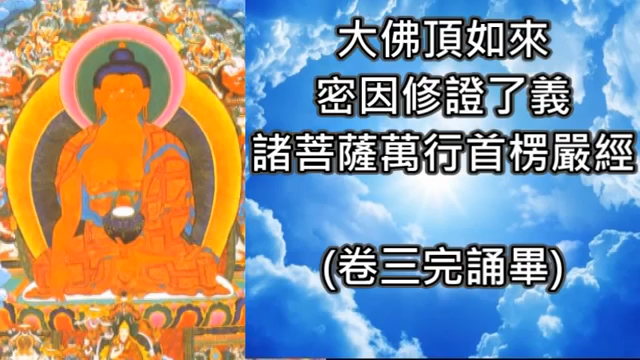 大佛頂如來
密因修證了義
諸菩薩萬行首楞嚴經
(卷三完誦畢)